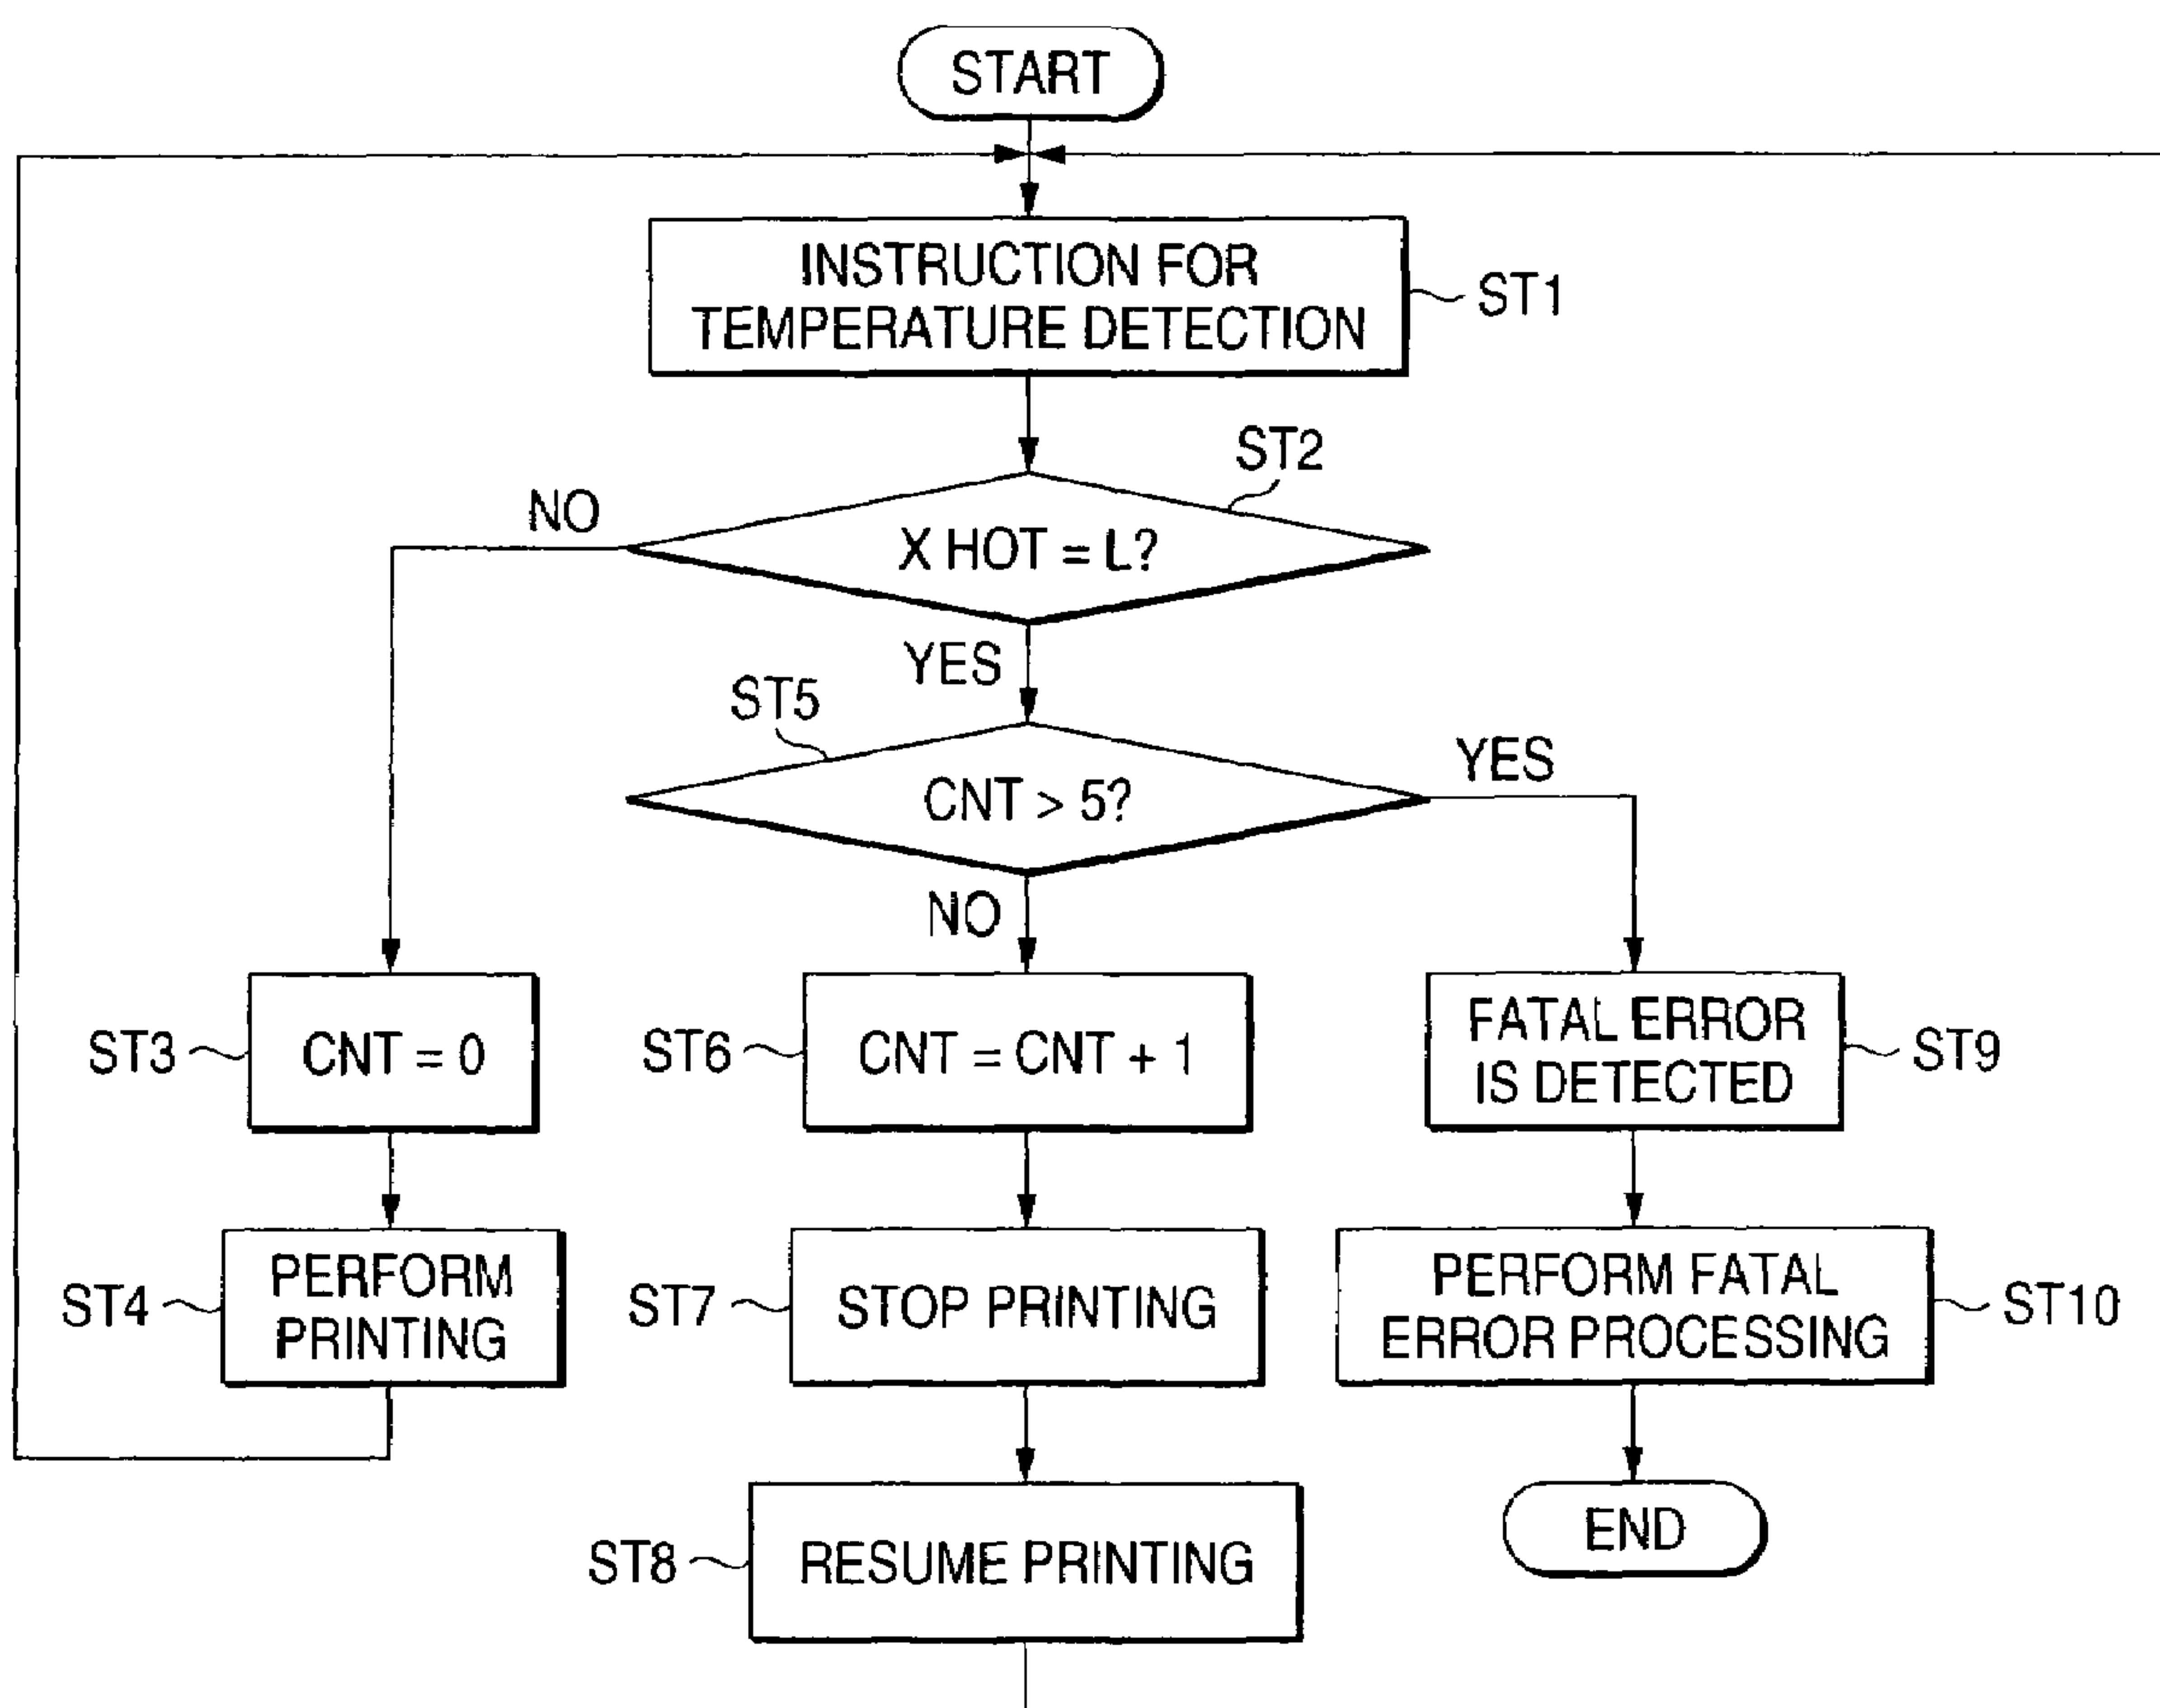 START
INSTRUCTION FOR
TEMPERATURE DETECTION
ST1
ST2
NO
X HOT = L?
YES
ST5
YES
CNT > 5?
NO
ST3
CNT = 0
ST6
CNT = CNT + 1
FATAL ERROR
IS DETECTED
ST9
ST4
PERFORM
PRINTING
ST7
STOP PRINTING
PERFORM FATAL
ERROR PROCESSING
ST10
ST8
RESUME PRINTING
END